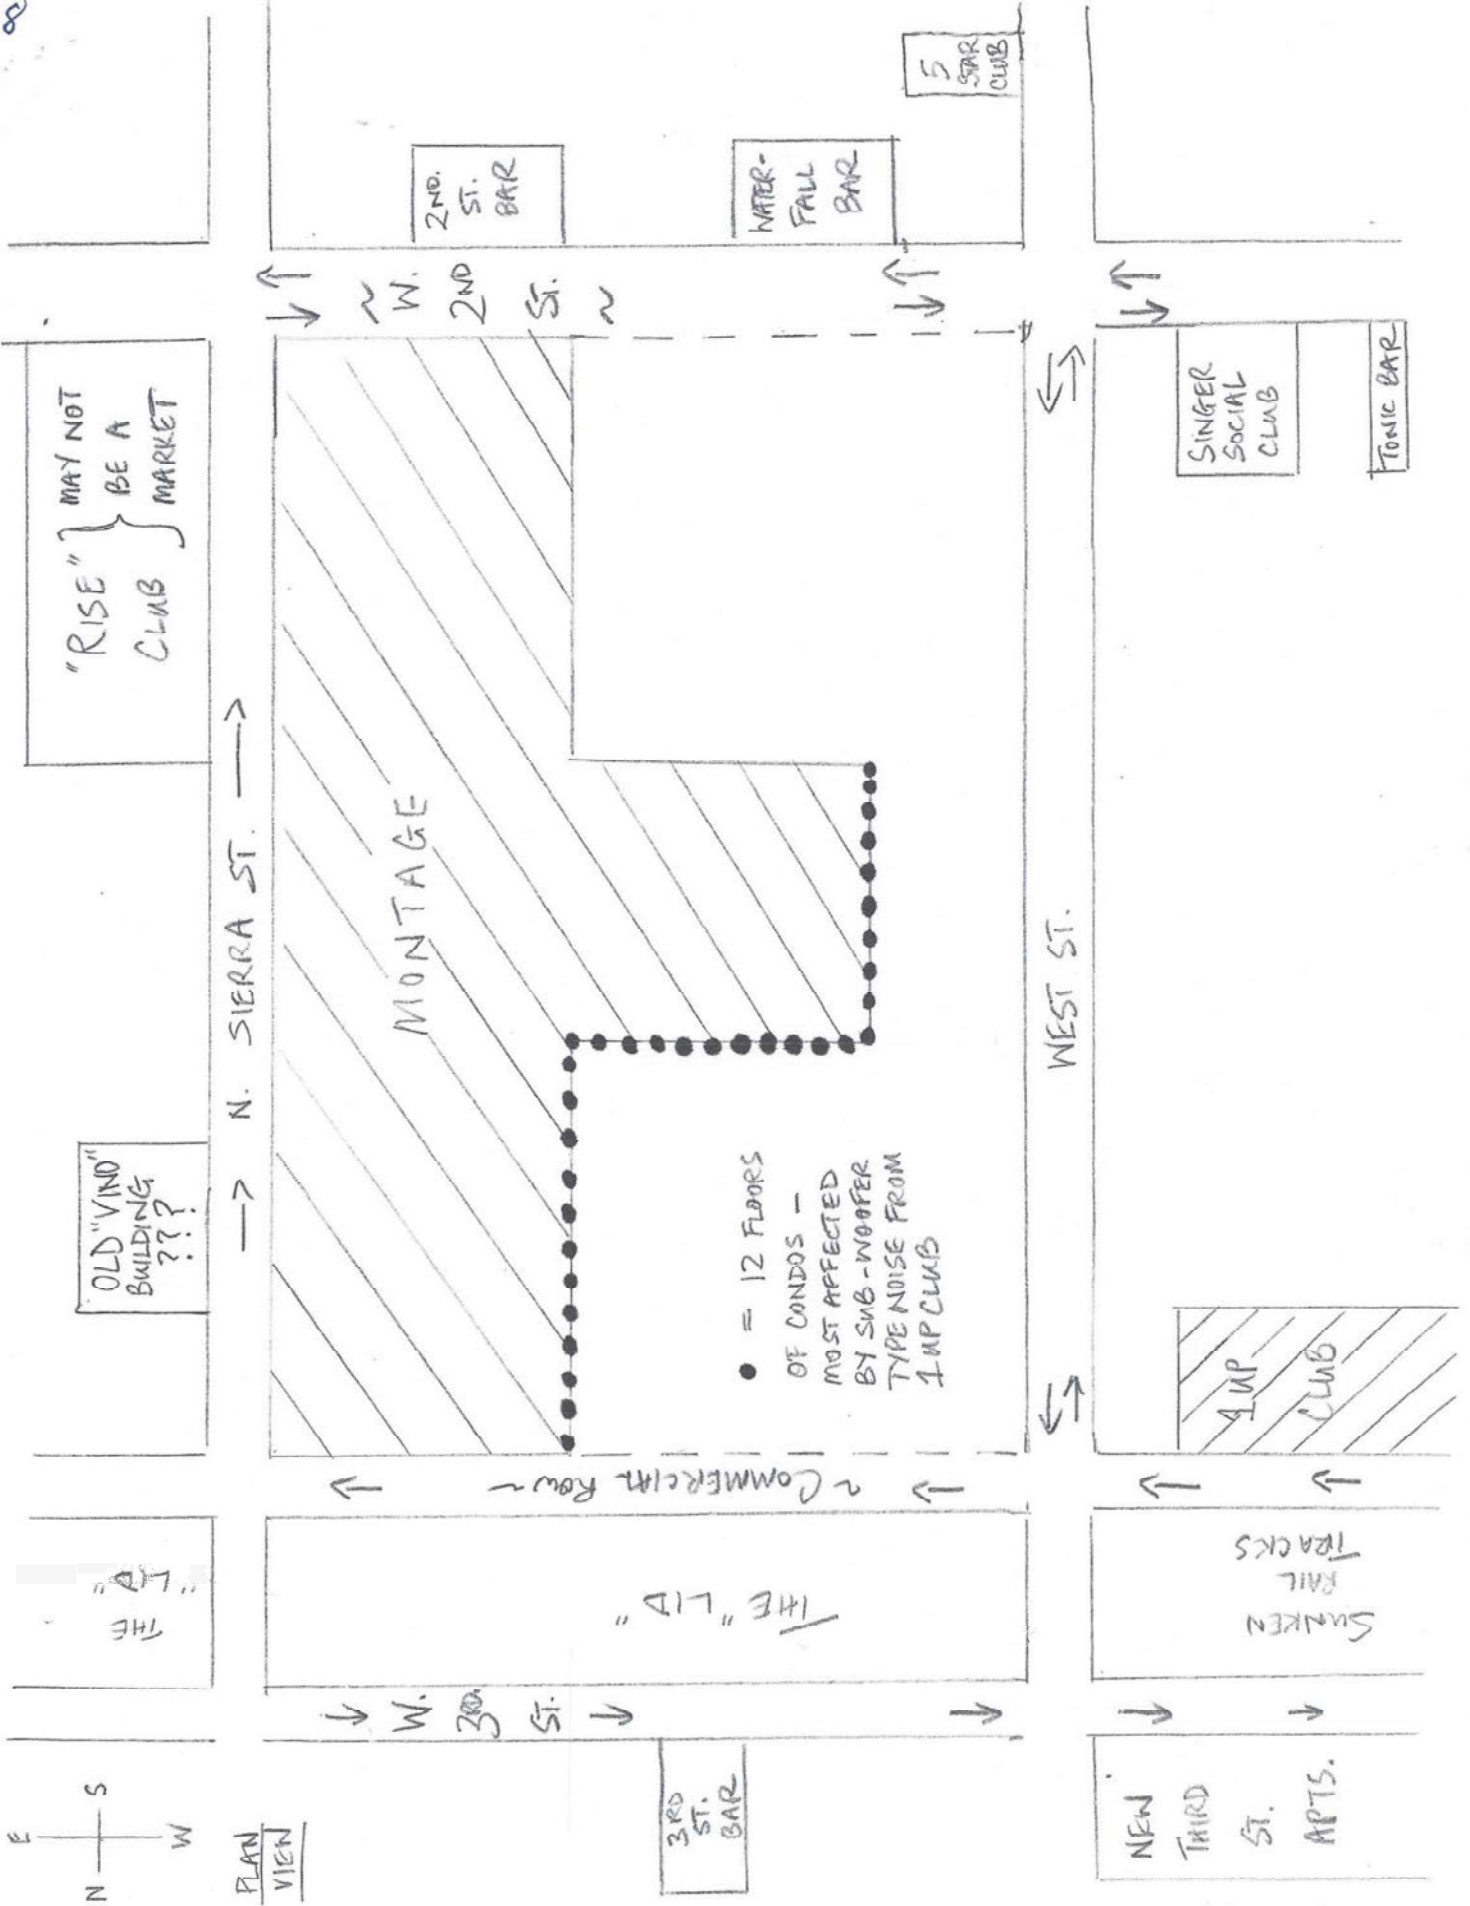 8
5
STAR
CLUB
2ND.
ST.
BAR
WATER-
FALL
BAR
~ W.
2ND
ST. ~
"RISE"
CLUB
MAY NOT
BE A
MARKET
SINGER
SOCIAL
CLUB
TONIC BAR
→ N. SIERRA ST. →
MONTAGE
WEST ST.
OLD "VINO"
BUILDING
???
• = 12 FLOORS
OF CONDOS -
MOST AFFECTED
BY SUB-WOOFER
TYPE NOISE FROM
1 UP CLUB
1 UP
CLUB
~ COMMERCIAL ROW ~
THE
"LID"
THE "LID"
SUNKEN
RAIL
TRACKS
W.
3RD.
ST.
3RD
ST.
BAR
NEW
THIRD
ST.
APTS.
N
E
S
W
PLAN
VIEW